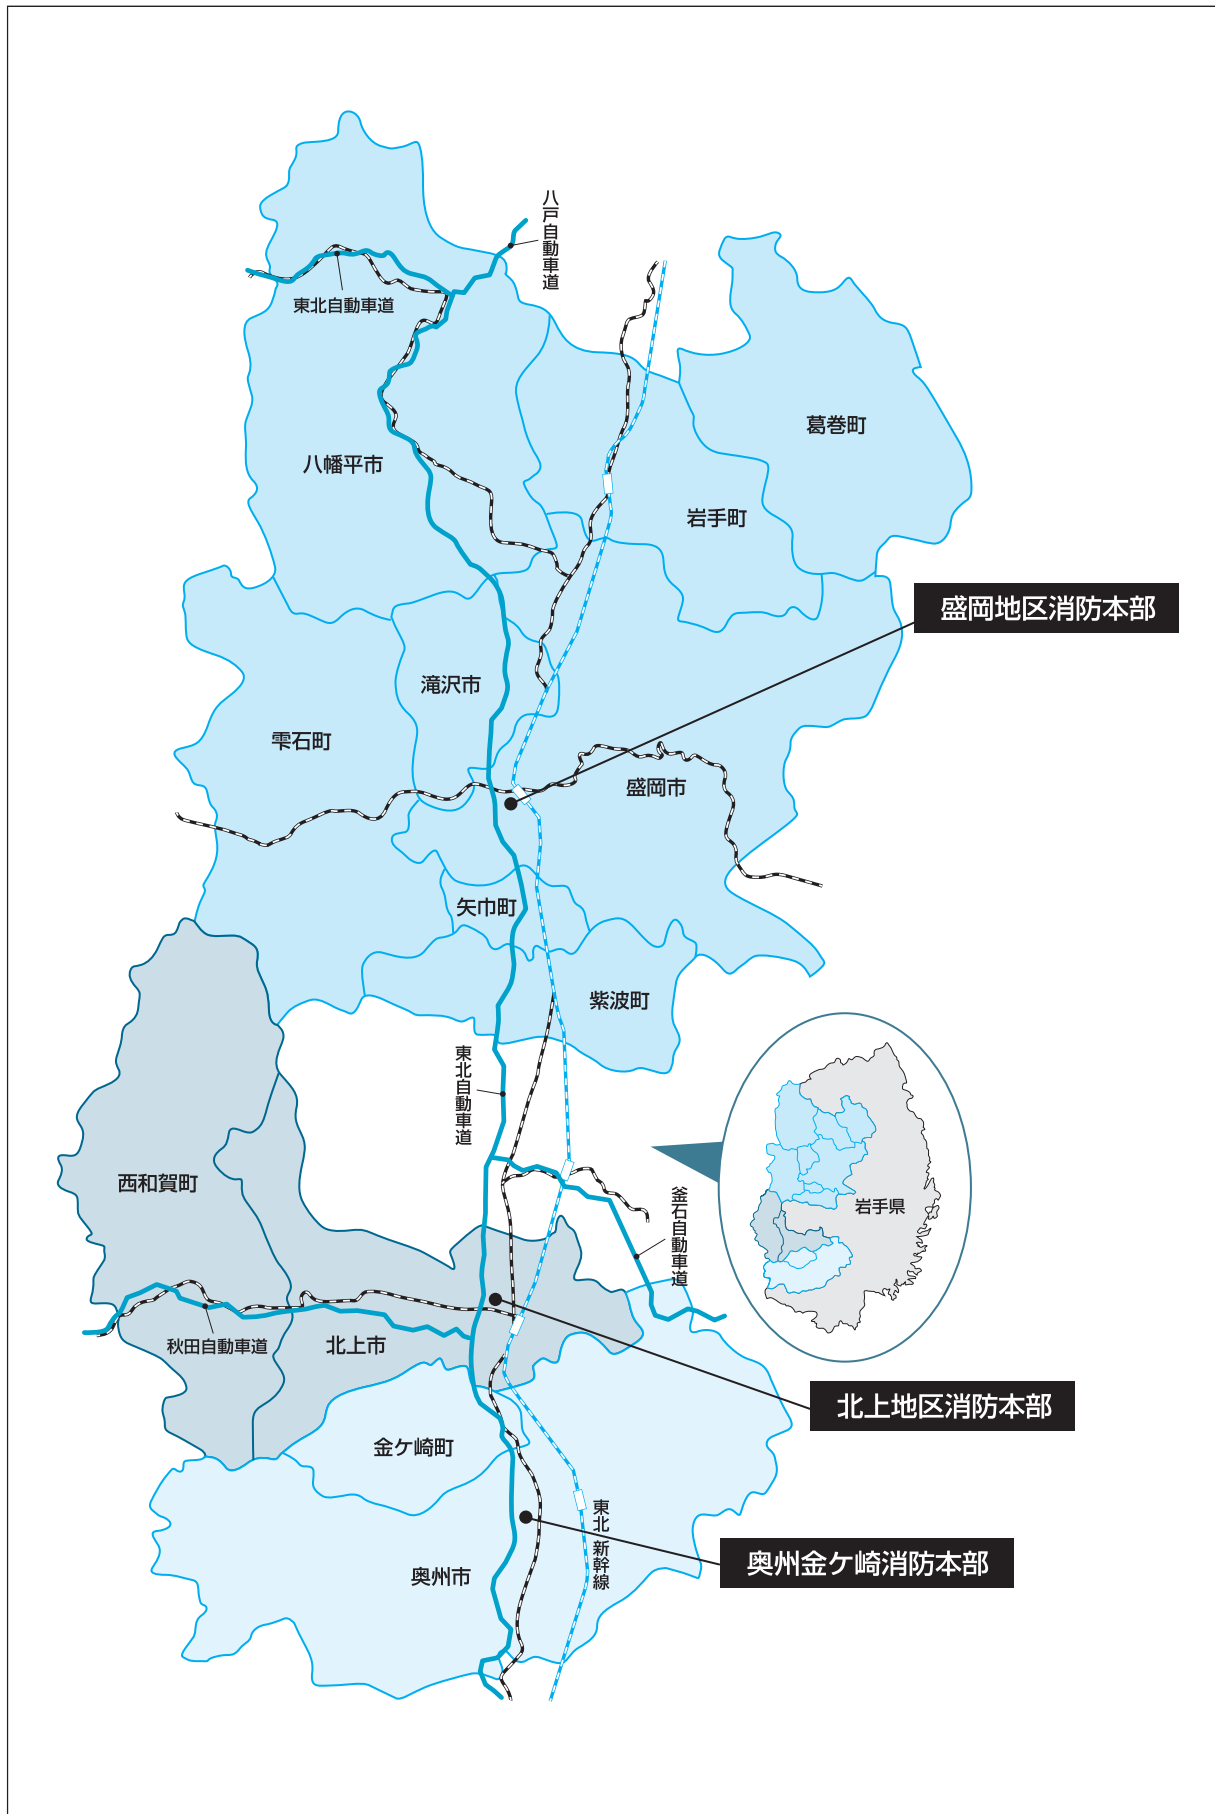 八戸自動車道
東北自動車道
葛巻町
八幡平市
岩手町
盛岡地区消防本部
滝沢市
雫石町
盛岡市
矢巾町
紫波町
東北自動車道
西和賀町
釜石自動車道
岩手県
秋田自動車道
北上市
北上地区消防本部
金ケ崎町
東北新幹線
奥州金ケ崎消防本部
奥州市